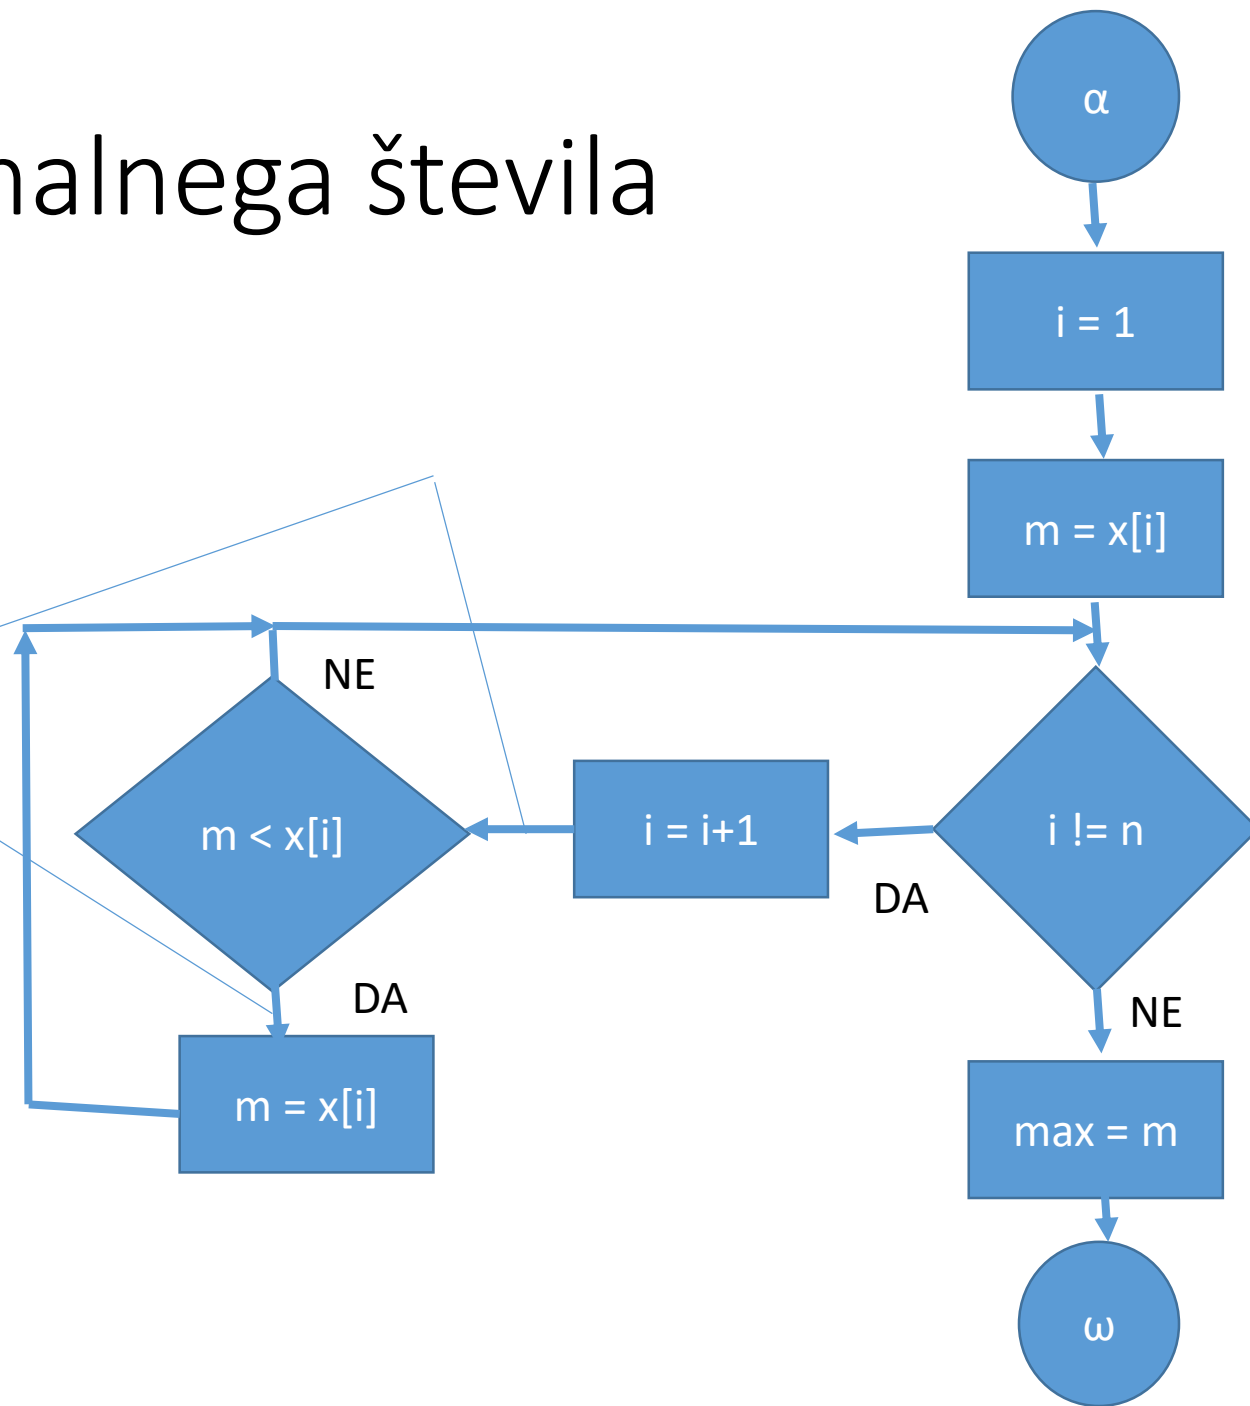 nalnega števila
α
i = 1
m = x[i]
i != n
DA
i = i+1
m < x[i]
NE
DA
m = x[i]
NE
max = m
ω